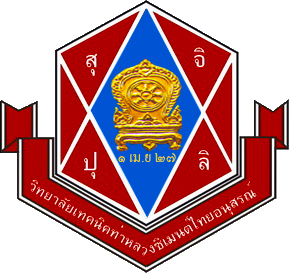 สุ จิ
ปุ ลิ
๑ เม.ย ๒๗
วิทยาลัยเทคนิคท่าหลวงซิเมนต์ไทยอนุสรณ์